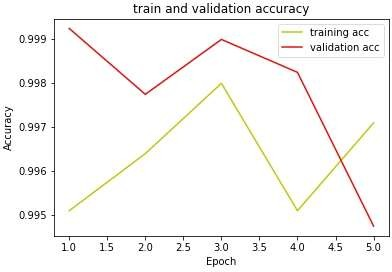 train and validation accuracy
training acc
validation acc
0.999
0.998
0.997
0.996
0.995
Accuracy
1.0 1.5 2.0 2.5 3.0 3.5 4.0 4.5 5.0
Epoch